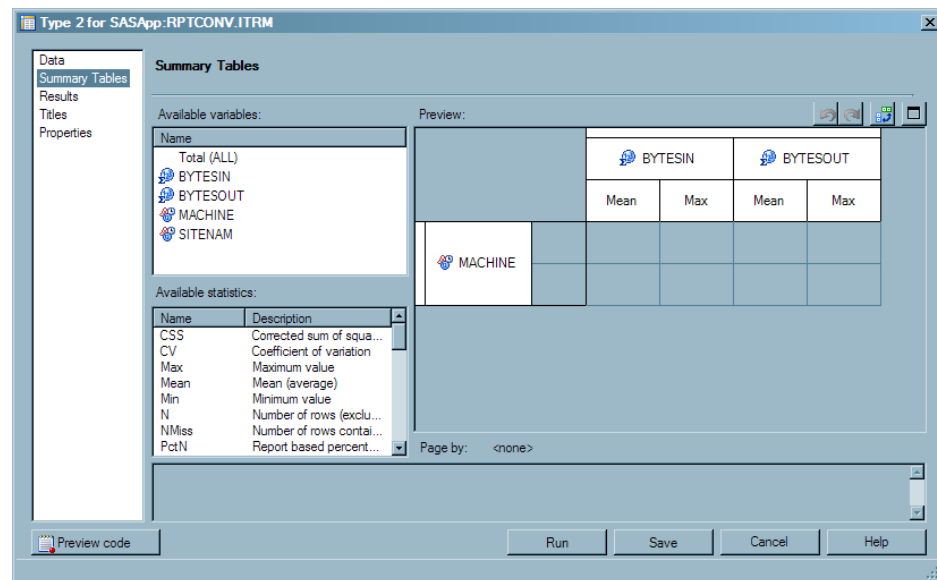 Type 2 for SASApp:RPTCONV.ITRM
Data
Summary Tables
Results
Titles
Properties
Summary Tables
Available variables:
Name
Total (ALL)
BYTESIN
BYTESOUT
MACHINE
SITENAM
Available statistics:
Name Description
CSS Corrected sum of squa...
CV Coefficient of variation
Max Maximum value
Mean Mean (average)
Min Minimum value
N Number of rows (exclu...
NMiss Number of rows contai...
PctN Report based percent...
Preview:
BYTESIN BYTESOUT
Mean Max Mean Max
MACHINE
Page by: <none>
Preview code Run Save Cancel Help